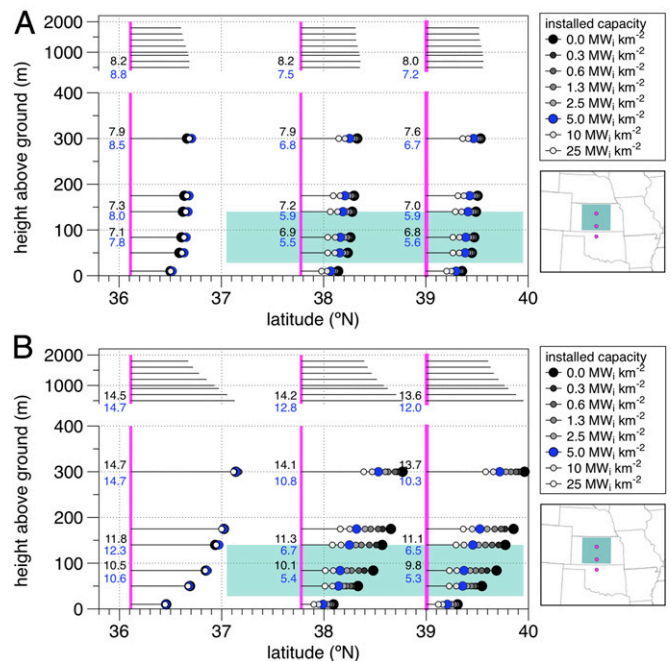 A
2000
1000
8.2
8.8
8.2
7.5
8.0
7.2
400
300
200
100
0
height above ground (m)
7.9
8.5
7.9
6.8
7.6
6.7
7.3
8.0
7.2
5.9
7.0
5.9
7.1
7.8
6.9
5.5
6.8
5.6
36 37 38 39 40
latitude (ºN)
installed capacity
0.0 MWi km-2
0.3 MWi km-2
0.6 MWi km-2
1.3 MWi km-2
2.5 MWi km-2
5.0 MWi km-2
10 MWi km-2
25 MWi km-2
B
2000
1000
14.5
14.7
14.2
12.8
13.6
12.0
400
300
200
100
0
height above ground (m)
14.7
14.7
14.1
10.8
13.7
10.3
11.8
12.3
11.3
6.7
11.1
6.5
10.5
10.6
10.1
5.4
9.8
5.3
36 37 38 39 40
latitude (ºN)
installed capacity
0.0 MWi km-2
0.3 MWi km-2
0.6 MWi km-2
1.3 MWi km-2
2.5 MWi km-2
5.0 MWi km-2
10 MWi km-2
25 MWi km-2